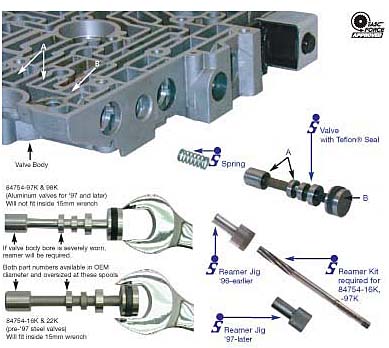 TASC
FORCE
APPROVED
A
B
Valve Body
Valve
with Teflon® Seal
Spring
A
B
84754-97K & 98K
(Aluminum valves for '97 and later)
Will not fit inside 15mm wrench
If valve body bore is severely worn,
reamer will be required.
Both part numbers available in OEM
diameter and oversized at these spools
84754-16K & 22K
(pre-'97 steel valves)
Will fit inside 15mm wrench
Reamer Jig
'96-earlier
Reamer Kit
required for
84754-16K,
-97K
Reamer Jig
'97-later